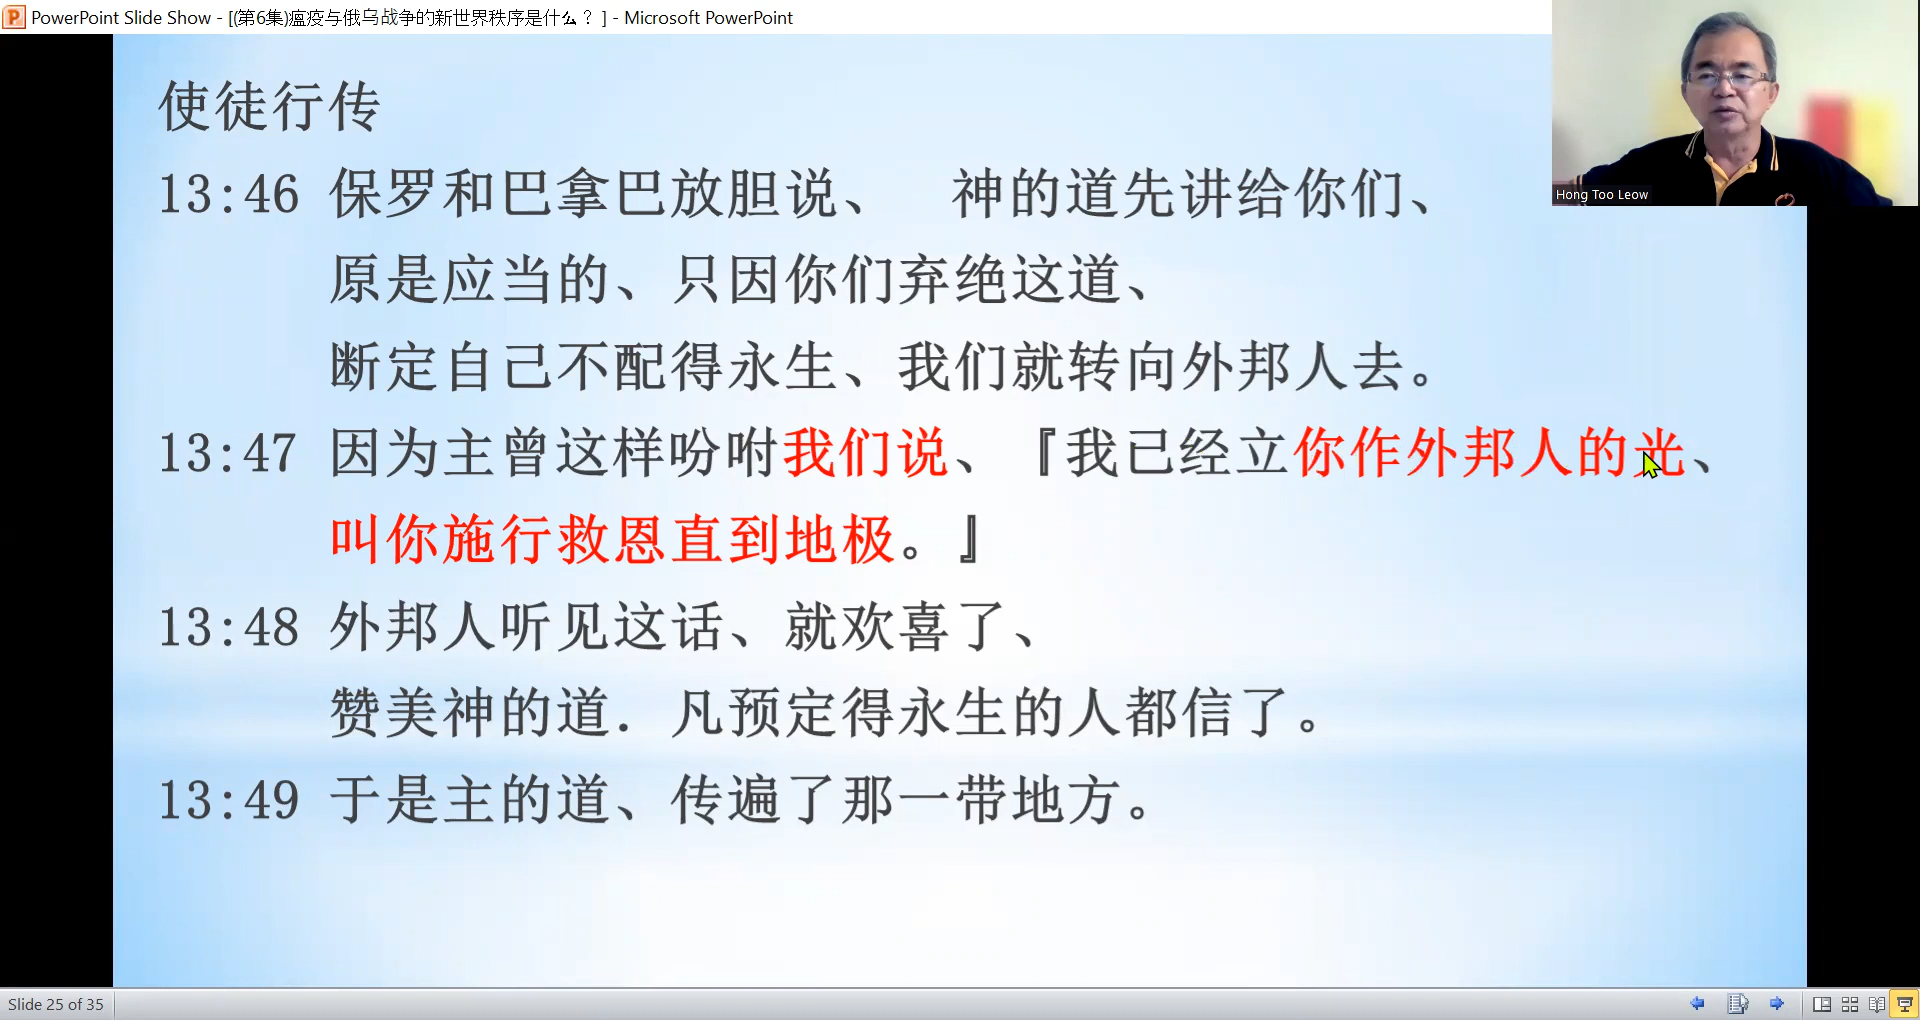 PowerPoint Slide Show - [(第6集)瘟疫与俄乌战争的新世界秩序是什么？ ] - Microsoft PowerPoint
Hong Too Leow
使徒行传
13:46 保罗和巴拿巴放胆说、 神的道先讲给你们、
原是应当的、只因你们弃绝这道、
断定自己不配得永生、我们就转向外邦人去。
13:47 因为主曾这样吩咐我们说、『我已经立你作外邦人的光、
叫你施行救恩直到地极。』
13:48 外邦人听见这话、就欢喜了、
赞美神的道．凡预定得永生的人都信了。
13:49 于是主的道、传遍了那一带地方。
Slide 25 of 35